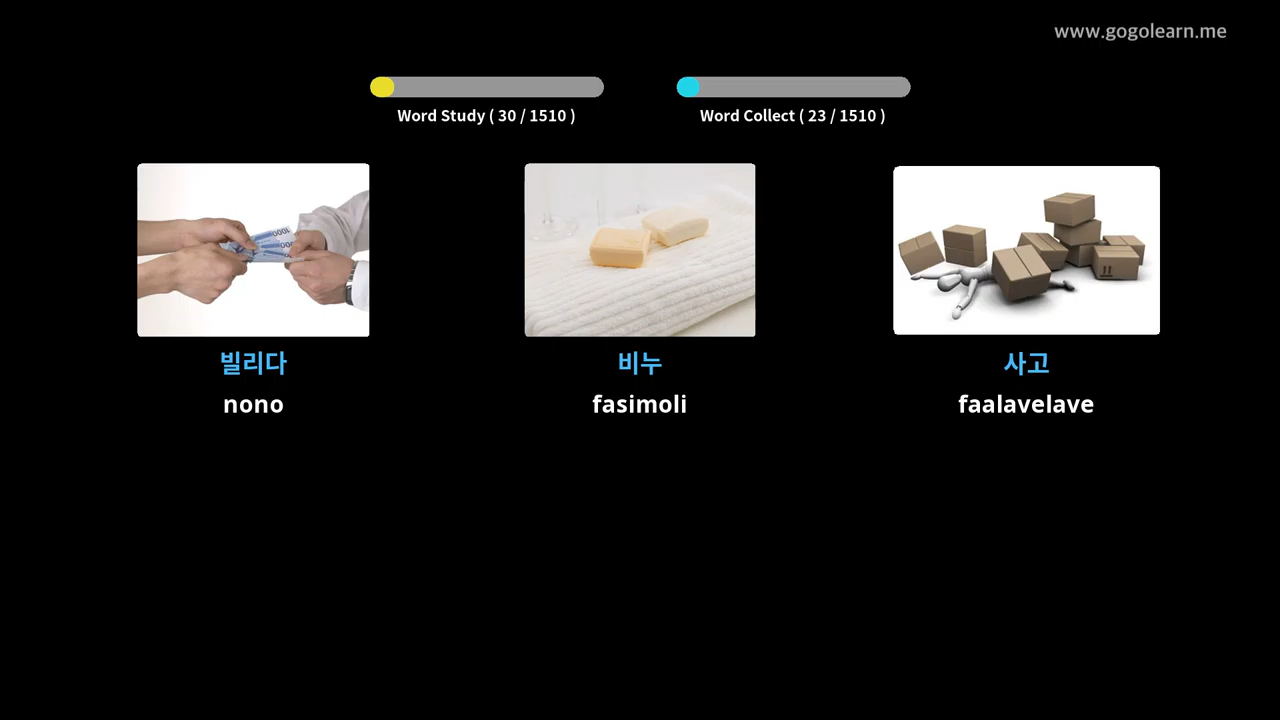 www.gogolearn.me
Word Study ( 30 / 1510 )
Word Collect ( 23 / 1510 )
빌리다
비누
사고
nono
fasimoli
faalavelave